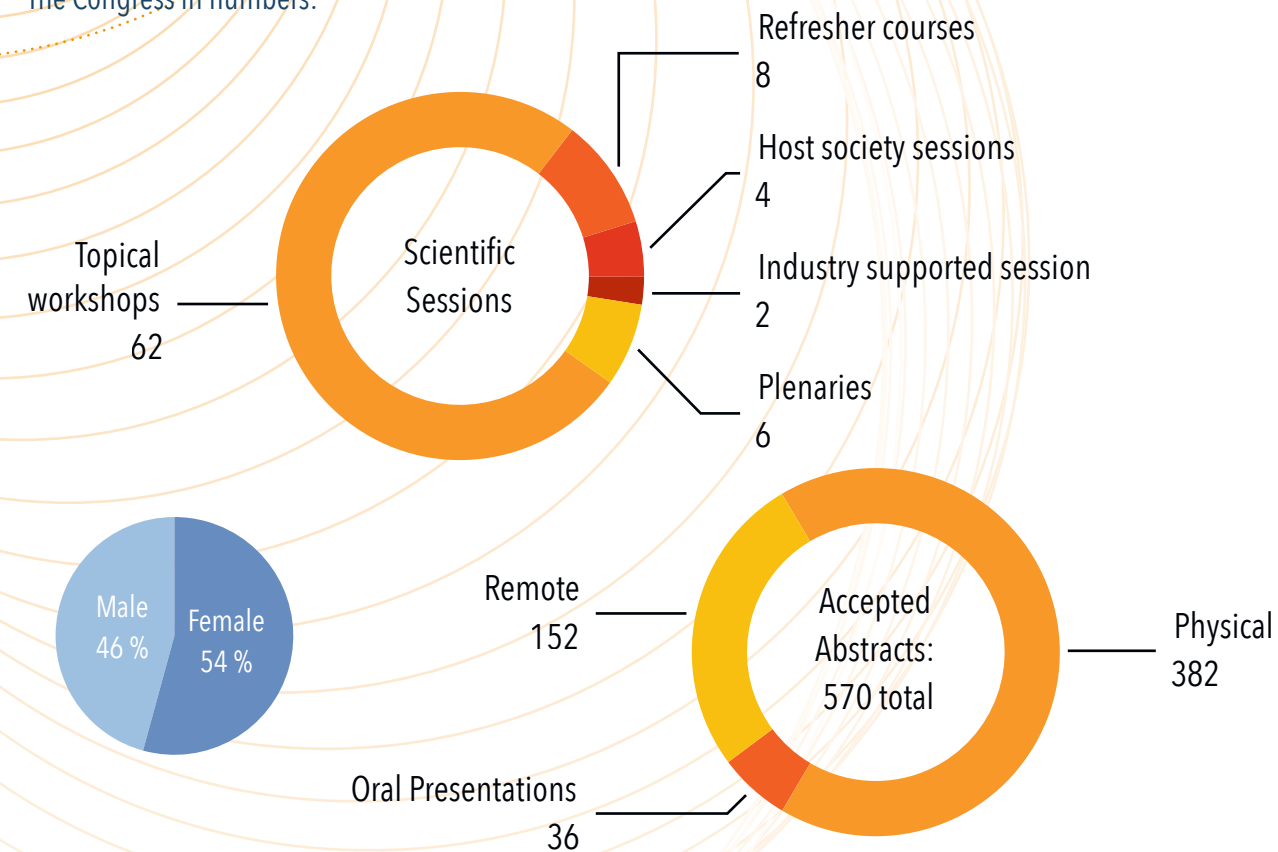 The Congress in numbers:
Refresher courses
8
Host society sessions
4
Industry supported session
2
Plenaries
6
Topical
workshops
62
Scientific
Sessions
Male
46 %
Female
54 %
Remote
152
Accepted
Abstracts:
570 total
Physical
382
Oral Presentations
36